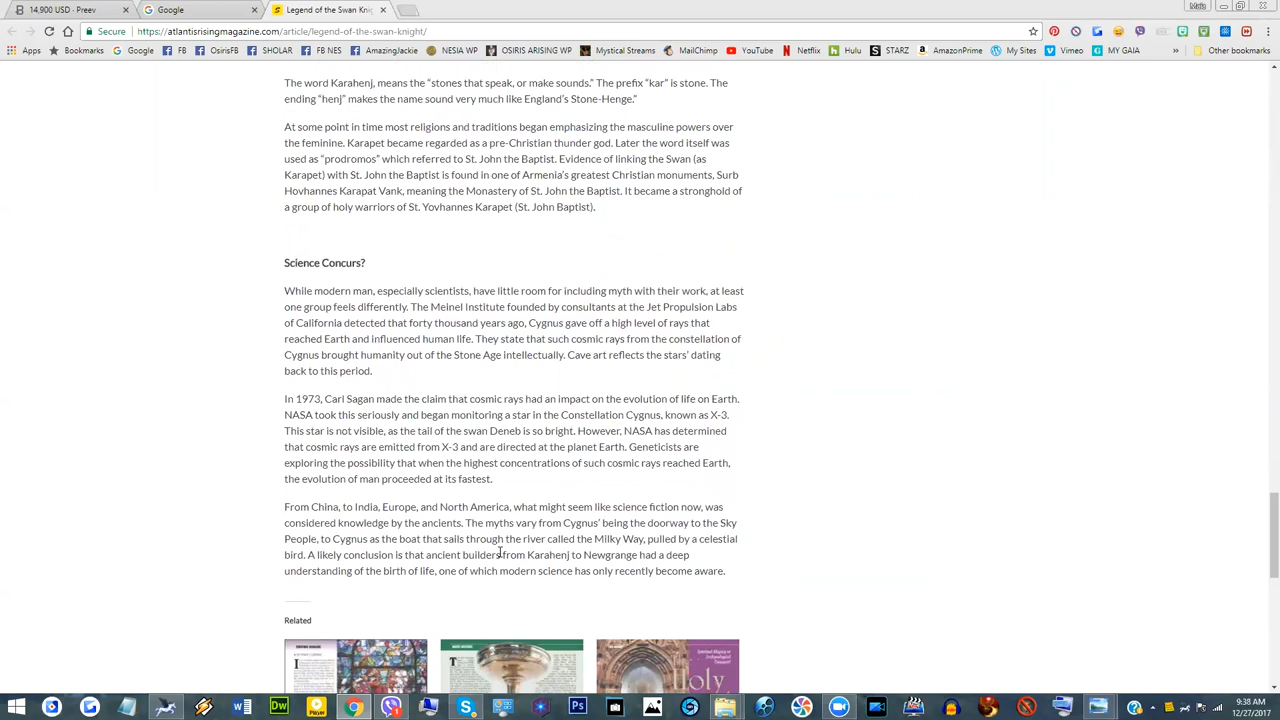 14,900 USD - Preev
Google
Legend of the Swan Knig
https://atlantisrisingmagazine.com/article/legend-of-the-swan-knight/
Apps
Bookmarks
Google
OsirisFB
SHOLAR
FB NES
Amazing
NESIA WP
OSIRIS ARISING WP
Mystical Streams
MailChimp
YouTube
Netflix
Hulu
STARZ
AmazonPrime
My Sites
Vimeo
MY GAIA
Other bookmarks
The word Karahenj, means the “stones that speak, or make sounds.” The prefix “kar” is stone. The
ending “henj” makes the name sound very much like England’s Stone-Henge.”
At some point in time most religions and traditions began emphasizing the masculine powers over
the feminine. Karapet became regarded as a pre-Christian thunder god. Later the word itself was
used as “prodromos” which referred to St. John the Baptist. Evidence of linking the Swan (as
Karapet) with St. John the Baptist is found in one of Armenia’s greatest Christian monuments, Surb
Hovhannes Karapat Vank, meaning the Monastery of St. John the Baptist. It became a stronghold of
a group of holy warriors of St. Yovhannes Karapet (St. John Baptist).
Science Concurs?
While modern man, especially scientists, have little room for including myth with their work, at least
one group feels differently. The Meinel Institute founded by consultants at the Jet Propulsion Labs
of California detected that forty thousand years ago, Cygnus gave off a high level of rays that
reached Earth and influenced human life. They state that such cosmic rays from the constellation of
Cygnus brought humanity out of the Stone Age intellectually. Cave art reflects the stars’ dating
back to this period.
In 1973, Carl Sagan made the claim that cosmic rays had an impact on the evolution of life on Earth.
NASA took this seriously and began monitoring a star in the Constellation Cygnus, known as X-3.
This star is not visible, as the tail of the swan Deneb is so bright. However, NASA has determined
that cosmic rays are emitted from X-3 and are directed at the planet Earth. Geneticists are
exploring the possibility that when the highest concentrations of such cosmic rays reached Earth,
the evolution of man proceeded at its fastest.
From China, to India, Europe, and North America, what might seem like science fiction now, was
considered knowledge by the ancients. The myths vary from Cygnus’ being the doorway to the Sky
People, to Cygnus as the boat that sails through the river called the Milky Way, pulled by a celestial
bird. A likely conclusion is that ancient builders from Karahenj to Newgrange had a deep
understanding of the birth of life, one of which modern science has only recently become aware.
Related
Holy
Dw
Player
Ps
9:38 AM
12/27/2017